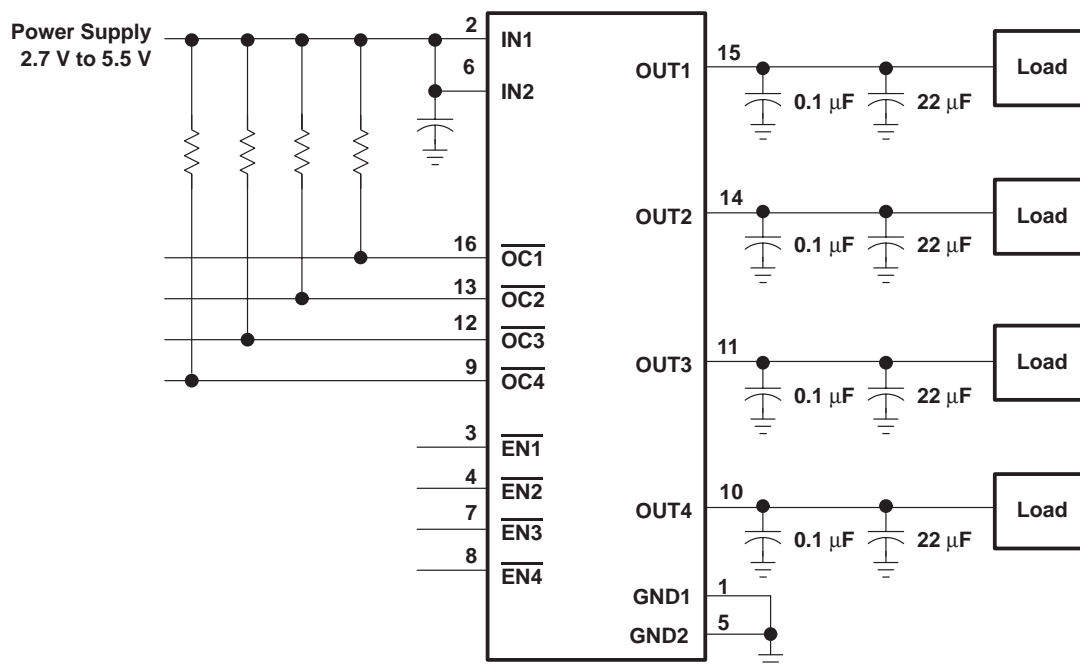 Power Supply
2.7 V to 5.5 V
2
IN1
6
IN2
16
OC1
13
OC2
12
OC3
9
OC4
3
EN1
4
EN2
7
EN3
8
EN4
OUT1
15
0.1 μF
22 μF
Load
OUT2
14
0.1 μF
22 μF
Load
OUT3
11
0.1 μF
22 μF
Load
OUT4
10
0.1 μF
22 μF
Load
GND1
1
GND2
5